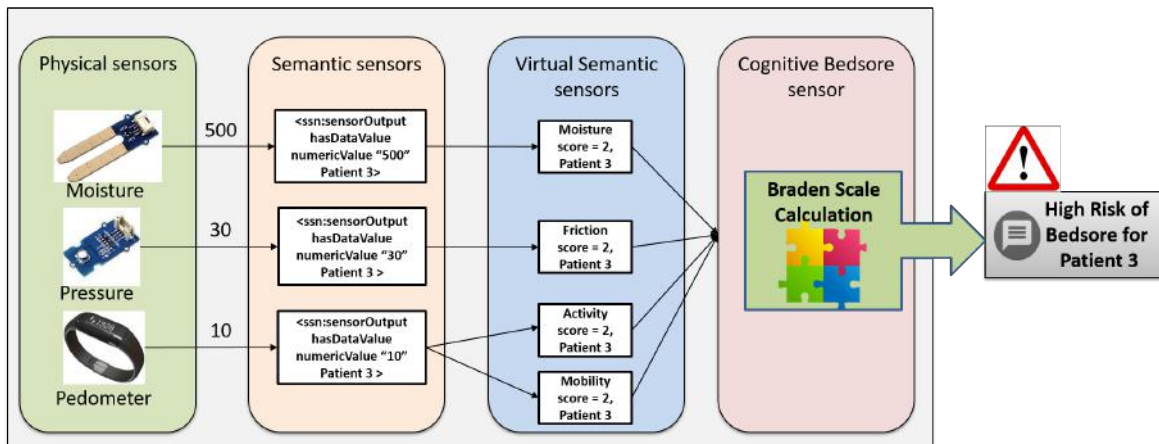 Physical sensors
500
Moisture
30
Pressure
10
Pedometer
Semantic sensors
<ssn:sensorOutput
hasDataValue
numericValue “500”
Patient 3>
<ssn:sensorOutput
hasDataValue
numericValue “30”
Patient 3 >
<ssn:sensorOutput
hasDataValue
numericValue “10”
Patient 3 >
Virtual Semantic
sensors
Moisture
score = 2,
Patient 3
Friction
score = 2,
Patient 3
Activity
score = 2,
Patient 3
Mobility
score = 2,
Patient 3
Cognitive Bedsore
sensor
Braden Scale
Calculation
High Risk of
Bedsore for
Patient 3